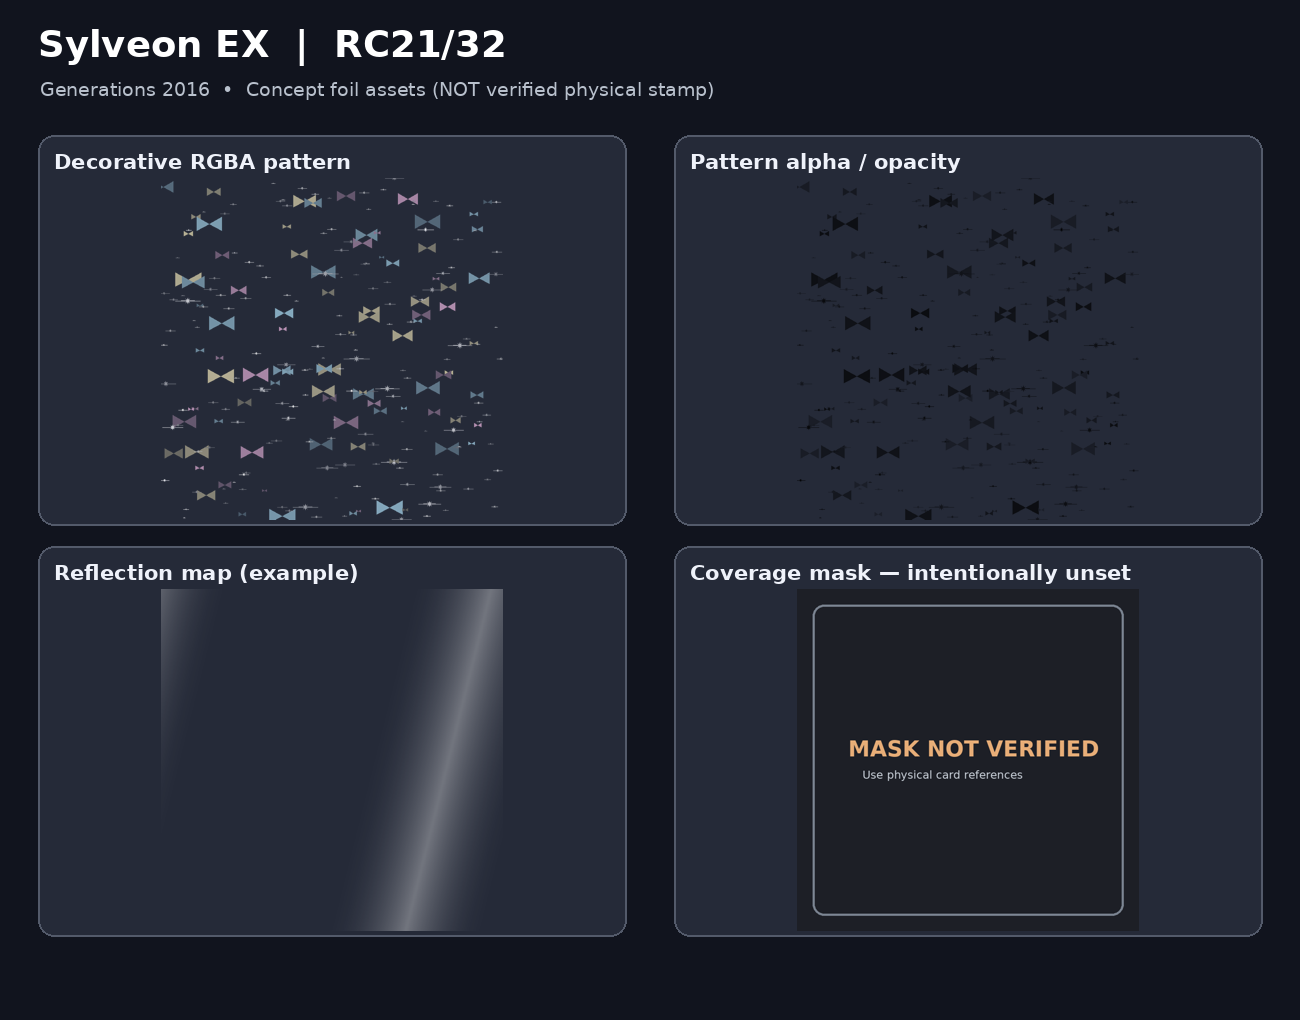 Sylveon EX | RC21/32
Generations 2016 • Concept foil assets (NOT verified physical stamp)
Decorative RGBA pattern
Pattern alpha / opacity
Reflection map (example)
Coverage mask — intentionally unset
MASK NOT VERIFIED
Use physical card references